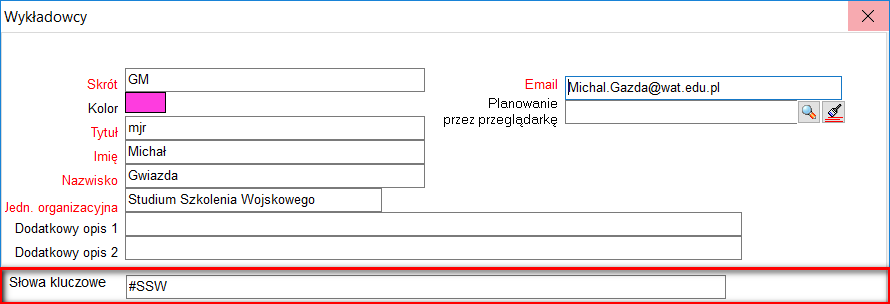 Wykładowcy
Skrót GM
Kolor
Tytuł mjr
Imię Michał
Nazwisko Gwiazda
Jedn. organizacyjna Studium Szkolenia Wojskowego
Dodatkowy opis 1
Dodatkowy opis 2
Email Michal.Gazda@wat.edu.pl
Planowanie
przez przeglądarkę
Słowa kluczowe #SSW